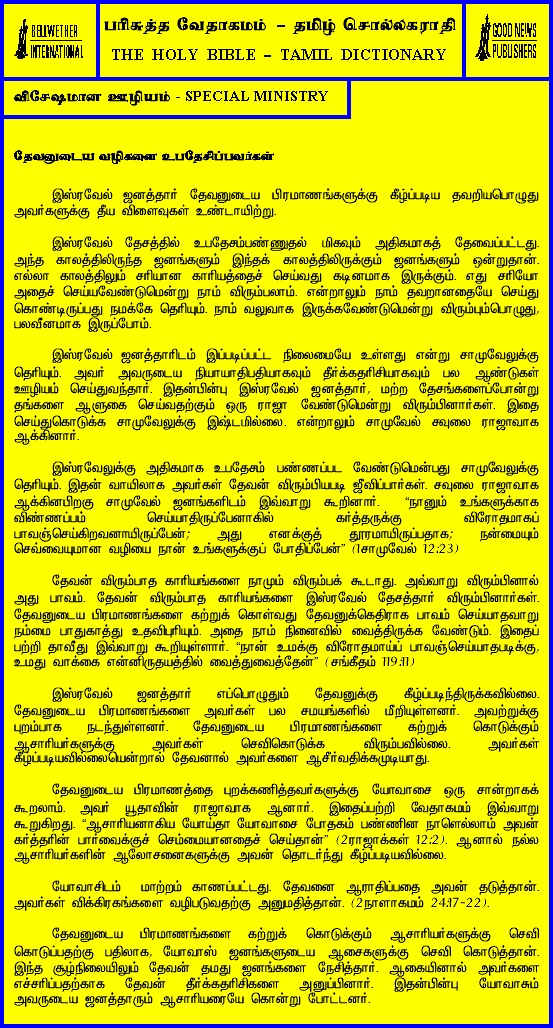 BELLWETHER
INTERNATIONAL
பரிசுத்த வேதாகமம் – தமிழ் சொல்லகராதி
THE HOLY BIBLE – TAMIL DICTIONARY
GOOD NEWS
PUBLISHERS
விசேஷமான ஊழியம் - SPECIAL MINISTRY
தேவனுடைய வழிகளை உபதேசிப்பவர்கள்
இஸ்ரவேல் ஜனத்தார் தேவனுடைய பிரமாணங்களுக்கு கீழ்ப்படிய தவறியபொழுது
அவர்களுக்கு தீய விளைவுகள் உண்டாயிற்று.
இஸ்ரவேல் தேசத்தில் உபதேசம்பண்ணுதல் மிகவும் அதிகமாகத் தேவைப்பட்டது.
அந்த காலத்திலிருந்த ஜனங்களும் இந்தக் காலத்திலிருக்கும் ஜனங்களும் ஒன்றுதான்.
எல்லா காலத்திலும் சரியான காரியத்தைச் செய்வது கடினமாக இருக்கும். எது சரியோ
அதைச் செய்யவேண்டுமென்று நாம் விரும்பலாம். என்றாலும் நாம் தவறானதையே செய்து
கொண்டிருப்பது நமக்கே தெரியும். நாம் வலுவாக இருக்கவேண்டுமென்று விரும்பும்பொழுது,
பலவீனமாக இருப்போம்.
இஸ்ரவேல் ஜனத்தாரிடம் இப்படிப்பட்ட நிலைமையே உள்ளது என்று சாமுவேலுக்கு
தெரியும். அவர் அவருடைய நியாயாதிபதியாகவும் தீர்க்கதரிசியாகவும் பல ஆண்டுகள்
ஊழியம் செய்துவந்தார். இதன்பின்பு இஸ்ரவேல் ஜனத்தார், மற்ற தேசங்களைப்போன்று
தங்களை ஆளுகை செய்வதற்கும் ஒரு ராஜா வேண்டுமென்று விரும்பினார்கள். இதை
செய்துகொடுக்க சாமுவேலுக்கு இஷ்டமில்லை. என்றாலும் சாமுவேல் சவுலை ராஜாவாக
ஆக்கினார்.
இஸ்ரவேலுக்கு அதிகமாக உபதேசம் பண்ணப்பட வேண்டுமென்பது சாமுவேலுக்கு
தெரியும். இதன் வாயிலாக அவர்கள் தேவன் விரும்பியபடி ஜீவிப்பார்கள். சவுலை ராஜாவாக
ஆக்கினபிறகு சாமுவேல் ஜனங்களிடம் இவ்வாறு கூறினார். “நானும் உங்களுக்காக
விண்ணப்பம் செய்யாதிருப்பேனாகில் கர்த்தருக்கு விரோதமாகப்
பாவஞ்செய்கிறவனாயிருப்பேன்; அது எனக்குத் தூரமாயிருப்பதாக; நன்மையும்
செவ்வையுமான வழியை நான் உங்களுக்குப் போதிப்பேன்” (1சாமுவேல் 12:23)
தேவன் விரும்பாத காரியங்களை நாமும் விரும்பக் கூடாது. அவ்வாறு விரும்பினால்
அது பாவம். தேவன் விரும்பாத காரியங்களை இஸ்ரவேல் தேசத்தார் விரும்பினார்கள்.
தேவனுடைய பிரமாணங்களை கற்றுக் கொள்வது தேவனுக்கெதிராக பாவம் செய்யாதவாறு
நம்மை பாதுகாத்து உதவிபுரியும். அதை நாம் நினைவில் வைத்திருக்க வேண்டும். இதைப்
பற்றி தாவீது இவ்வாறு கூறியுள்ளார். “நான் உமக்கு விரோதமாய்ப் பாவஞ்செய்யாதபடிக்கு,
உமது வாக்கை என்னிருதயத்தில் வைத்துவைத்தேன்” (சங்கீதம் 119:11)
இஸ்ரவேல் ஜனத்தார் எப்பொழுதும் தேவனுக்கு கீழ்ப்படிந்திருக்கவில்லை.
தேவனுடைய பிரமாணங்களை அவர்கள் பல சமயங்களில் மீறியுள்ளனர். அவற்றுக்கு
புறம்பாக நடந்துள்ளனர். தேவனுடைய பிரமாணங்களை கற்றுக் கொடுக்கும்
ஆசாரியர்களுக்கு அவர்கள் செவிகொடுக்க விரும்பவில்லை. அவர்கள்
கீழ்ப்படியவில்லையென்றால் தேவனால் அவர்களை ஆசீர்வதிக்கமுடியாது.
தேவனுடைய பிரமாணத்தை புறக்கணித்தவர்களுக்கு யோவாசை ஒரு சான்றாகக்
கூறலாம். அவர் யூதாவின் ராஜாவாக ஆனார். இதைப்பற்றி வேதாகமம் இவ்வாறு
கூறுகிறது. “ஆசாரியனாகிய யோய்தா யோவாசை போதகம் பண்ணின நாளெல்லாம் அவன்
கர்த்தரின் பார்வைக்குச் செம்மையானதைச் செய்தான்” (2ராஜாக்கள் 12:2). ஆனால் நல்ல
ஆசாரியர்களின் ஆலோசனைகளுக்கு அவன் தொடர்ந்து கீழ்ப்படியவில்லை.
யோவாசிடம் மாற்றம் காணப்பட்டது. தேவனை ஆராதிப்பதை அவன் தடுத்தான்.
அவர்கள் விக்கிரகங்களை வழிபடுவதற்கு அனுமதித்தான். (2நாளாகமம் 24:17-22).
தேவனுடைய பிரமாணங்களை கற்றுக் கொடுக்கும் ஆசாரியர்களுக்கு செவி
கொடுப்பதற்கு பதிலாக, யோவாஸ் ஜனங்களுடைய ஆசைகளுக்கு செவி கொடுத்தான்.
இந்த சூழ்நிலையிலும் தேவன் தமது ஜனங்களை நேசித்தார். ஆகையினால் அவர்களை
எச்சரிப்பதற்காக தேவன் தீர்க்கதரிசிகளை அனுப்பினார். இதன்பின்பு யோவாசும்
அவருடைய ஜனத்தாரும் ஆசாரியரையே கொன்று போட்டனர்.